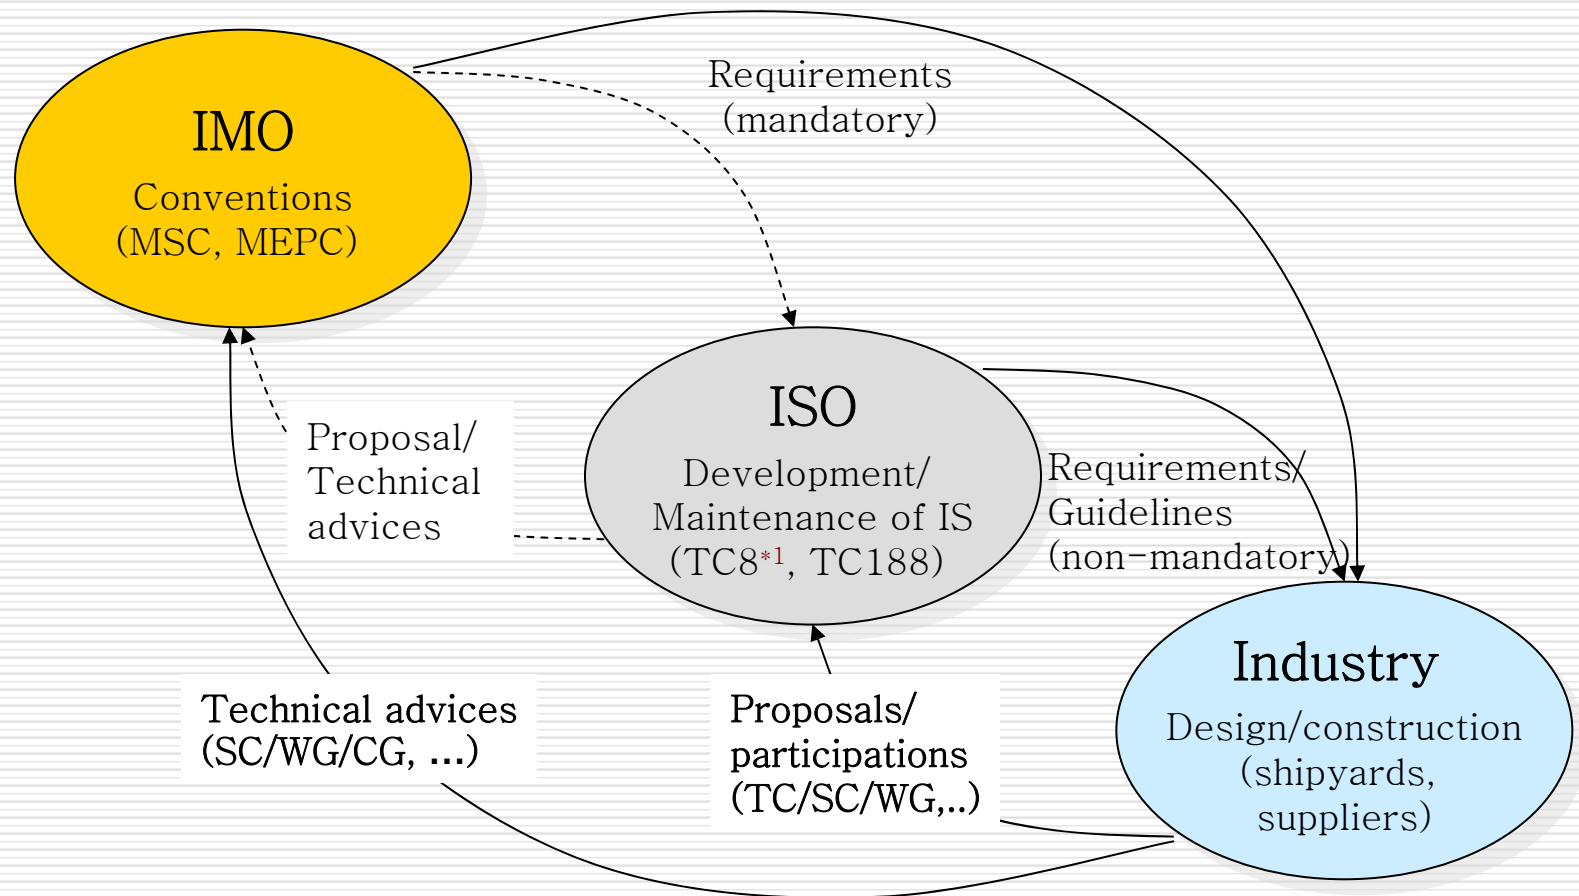 IMO
Conventions
(MSC, MEPC)
Requirements
(mandatory)
Proposal/
Technical
advices
ISO
Development/
Maintenance of IS
(TC8*1, TC188)
Requirements/
Guidelines
(non-mandatory)
Technical advices
(SC/WG/CG, ...)
Proposals/
participations
(TC/SC/WG,..)
Industry
Design/construction
(shipyards,
suppliers)